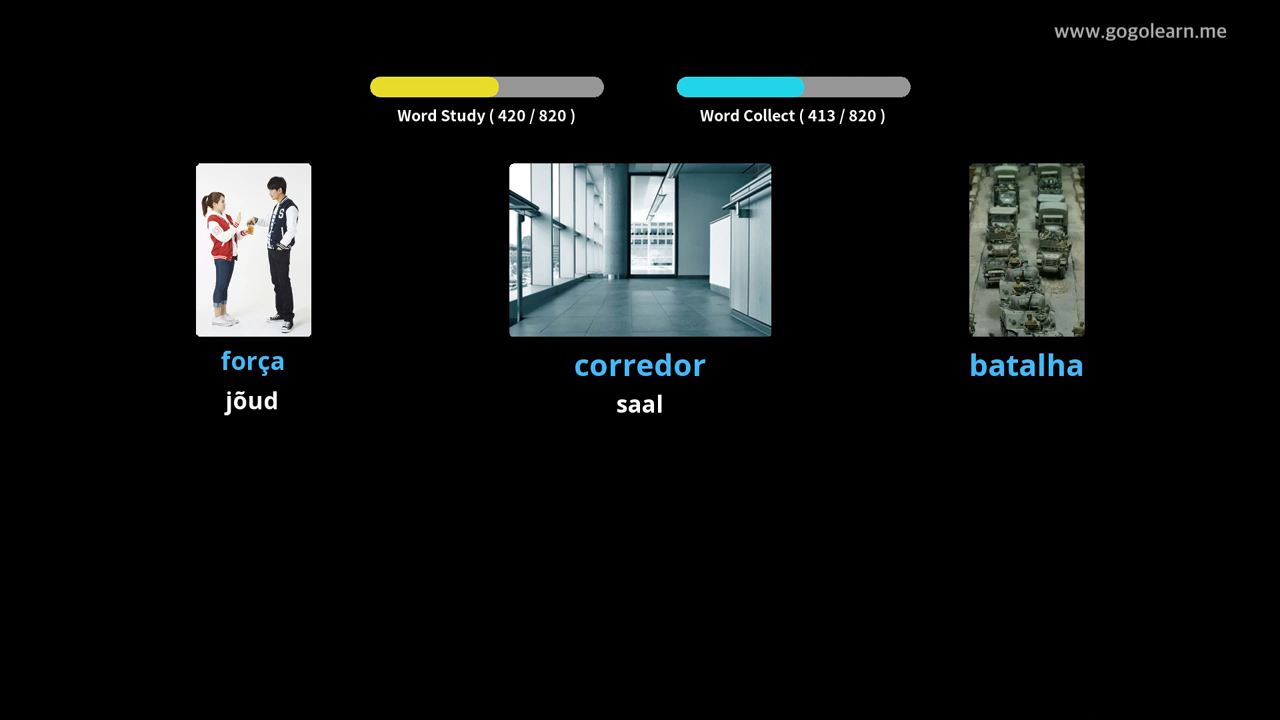 www.gogolearn.me
Word Study ( 420 / 820 )
Word Collect ( 413 / 820 )
força
jõud
corredor
saal
batalha